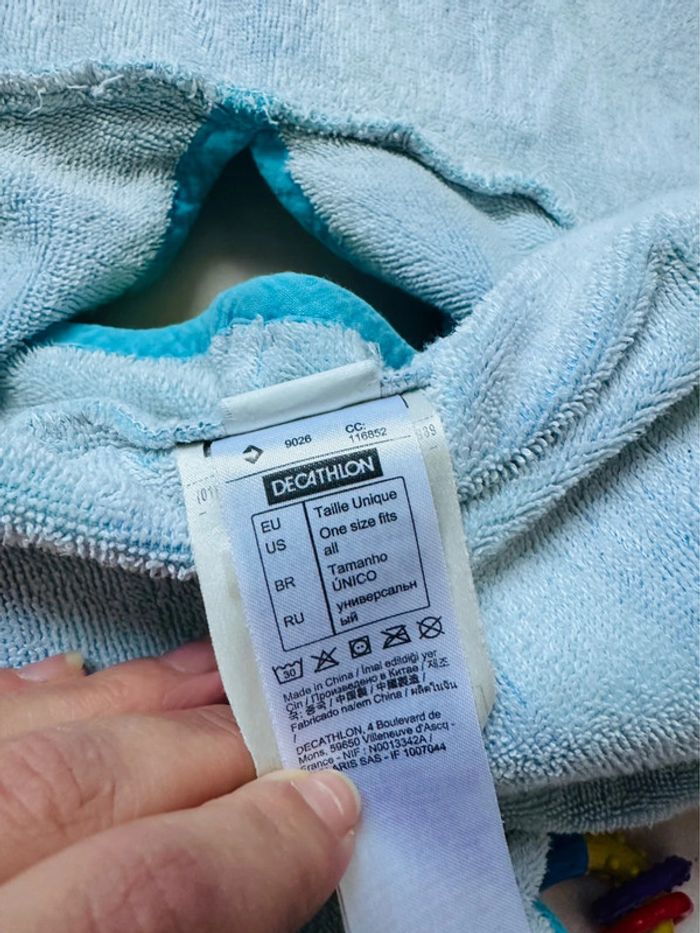 9026
CC:
116852
DECATHLON
EU
Taille Unique
US
One size fits
all
BR
Tamanho
ÚNICO
RU
универсальн
ый
30
Made in China / İmal edildiği yer
Çin / Произведено в Китае / 제조
국: 중국 / 中国製 / 中國製造 /
Fabricado na/em China / ผลิตในจีน
/
DECATHLON, 4 Boulevard de
Mons, 59650 Villeneuve d'Ascq -
France - NIF : N0013342A /
ARIS SAS - IF 1007044